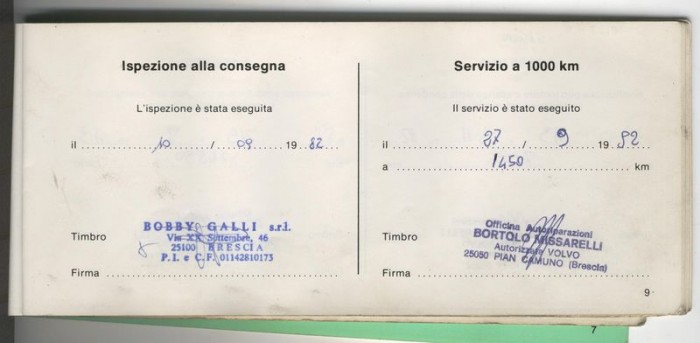 Ispezione alla consegna
L'ispezione è stata eseguita
il 10 / 09 19 82
Timbro
BOBBY GALLI s.r.l.
Via XX Settembre, 46
25100 BRESCIA
P.I. e C.F. 01142810173
Firma
Servizio a 1000 km
Il servizio è stato eseguito
il 27 / 9 19 82
a 1450 km
Timbro
Officina Autoriparazioni
BORTOLO MISSARELLI
Autorizzata VOLVO
25050 PIAN CAMUNO (Brescia)
Firma
9
7